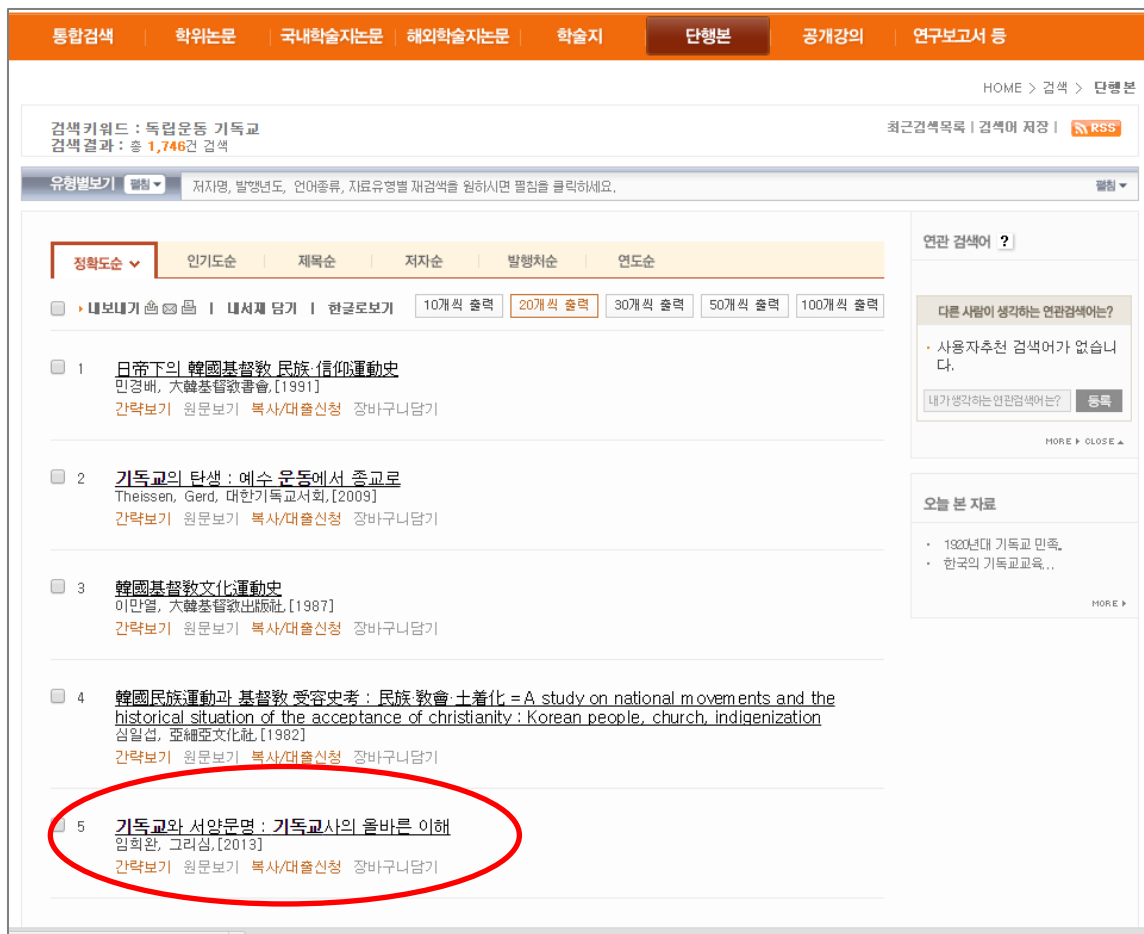 통합검색 학위논문 국내학술지논문 해외학술지논문 학술지 단행본 공개강의 연구보고서 등
HOME > 검색 > 단행본
검색키워드 : 독립운동 기독교
최근검색목록 | 검색어 저장 | RSS
검색결과 : 총 1,746건 검색
유형별보기 펼침 저자명, 발행년도, 언어종류, 자료유형별 재검색을 원하시면 펼침을 클릭하세요. 펼침
정확도순 인기도순 제목순 저자순 발행처순 연도순
내보내기 | 내서재 담기 | 한글로보기 10개씩 출력 20개씩 출력 30개씩 출력 50개씩 출력 100개씩 출력
1 日帝下의 韓國基督敎 民族·信仰運動史
민경배, 大韓基督敎書會,[1991]
간략보기 원문보기 복사/대출신청 장바구니담기
2 기독교의 탄생 : 예수 운동에서 종교로
Theissen, Gerd, 대한기독교서회,[2009]
간략보기 원문보기 복사/대출신청 장바구니담기
3 韓國基督敎文化運動史
이만열, 大韓基督敎出版社,[1987]
간략보기 원문보기 복사/대출신청 장바구니담기
4 韓國民族運動과 基督敎 受容史考 : 民族·敎會·土着化 = A study on national movements and the
historical situation of the acceptance of christianity : Korean people, church, indigenization
심일섭, 亞細亞文化社,[1982]
간략보기 원문보기 복사/대출신청 장바구니담기
5 기독교와 서양문명 : 기독교사의 올바른 이해
임희완, 그리심,[2013]
간략보기 원문보기 복사/대출신청 장바구니담기
연관 검색어 ?
다른 사람이 생각하는 연관검색어는?
· 사용자추천 검색어가 없습니
다.
내가 생각하는 연관검색어는? 등록
MORE CLOSE
오늘 본 자료
· 1920년대 기독교 민족..
· 한국의 기독교교육...
MORE